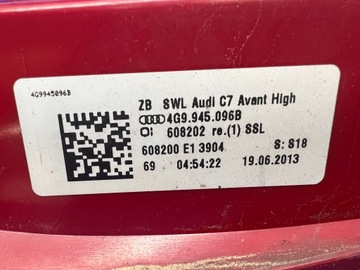 4G9945096B
ZB SWL Audi C7 Avant High
4G9.945.096B
608202 re.(1) SSL
608200 E1 3904 S: S18
69 04:54:22 19.06.2013